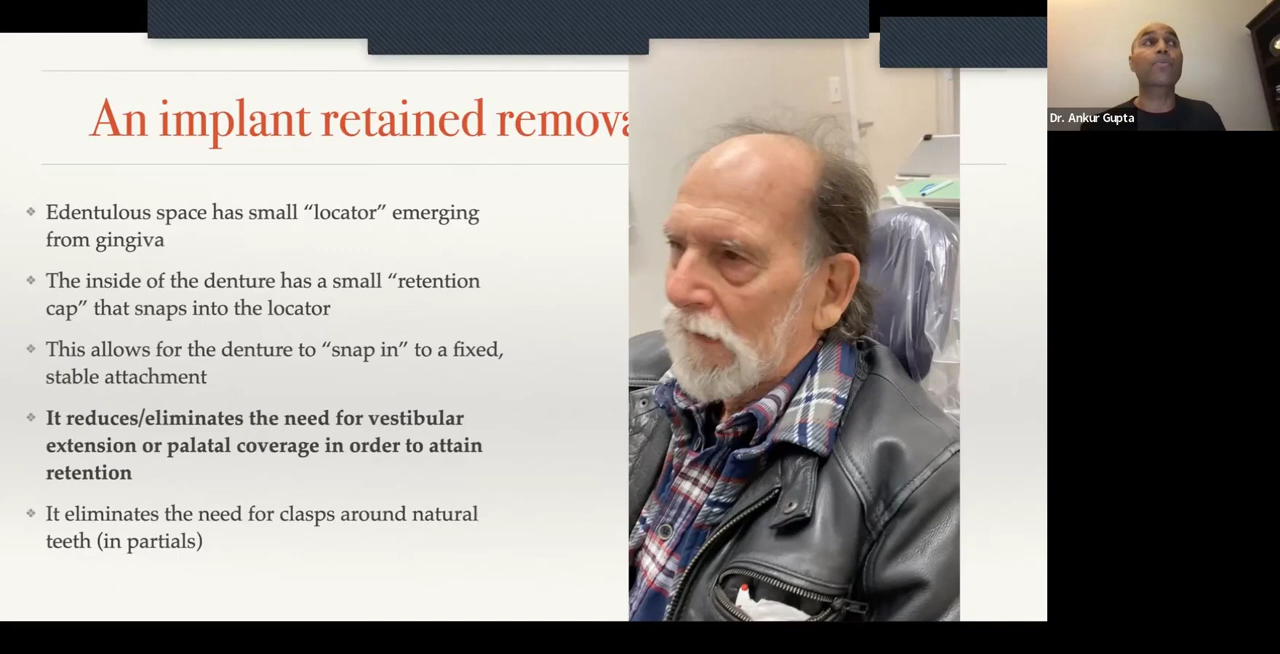 An implant retained remova
Dr. Ankur Gupta
❖ Edentulous space has small “locator” emerging
from gingiva
❖ The inside of the denture has a small “retention
cap” that snaps into the locator
❖ This allows for the denture to “snap in” to a fixed,
stable attachment
❖ It reduces/eliminates the need for vestibular
extension or palatal coverage in order to attain
retention
❖ It eliminates the need for clasps around natural
teeth (in partials)